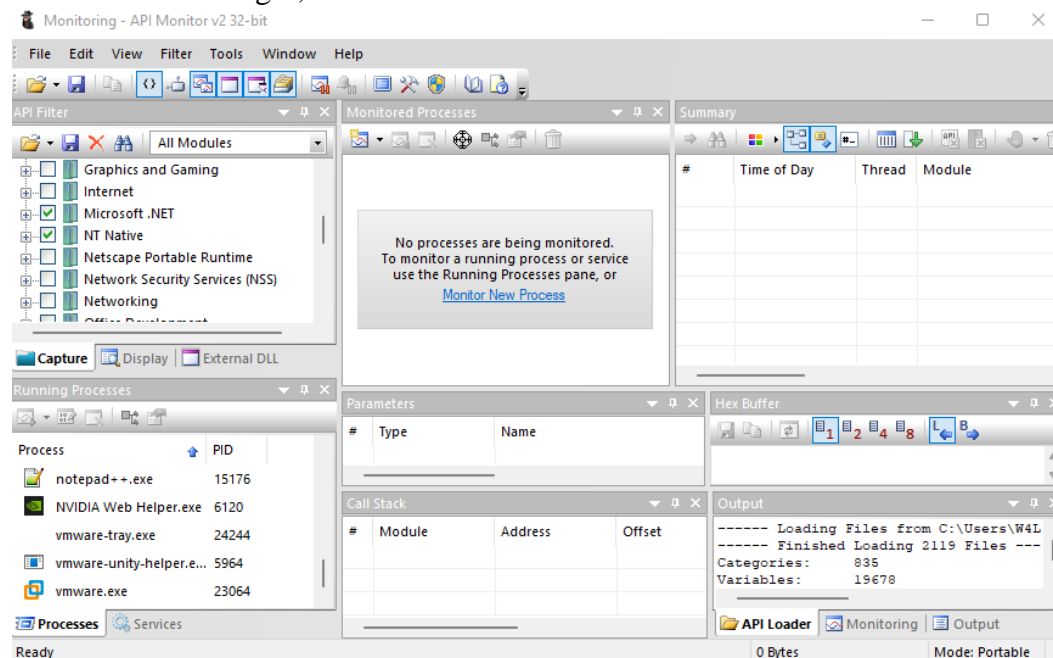 Monitoring - API Monitor v2 32-bit
File Edit View Filter Tools Window Help
API Filter
All Modules
Graphics and Gaming
Internet
Microsoft .NET
NT Native
Netscape Portable Runtime
Network Security Services (NSS)
Networking
Office Development
Capture Display External DLL
Monitored Processes
No processes are being monitored.
To monitor a running process or service
use the Running Processes pane, or
Monitor New Process
Summary
# Time of Day Thread Module
Running Processes
Process PID
notepad++.exe 15176
NVIDIA Web Helper.exe 6120
vmware-tray.exe 24244
vmware-unity-helper.e... 5964
vmware.exe 23064
Processes Services
Parameters
# Type Name
Call Stack
# Module Address Offset
Hex Buffer
1 2 4 8 L B
Output
------ Loading Files from C:\Users\W4L
------ Finished Loading 2119 Files ---
Categories: 835
Variables: 19678
API Loader Monitoring Output
Ready 0 Bytes Mode: Portable